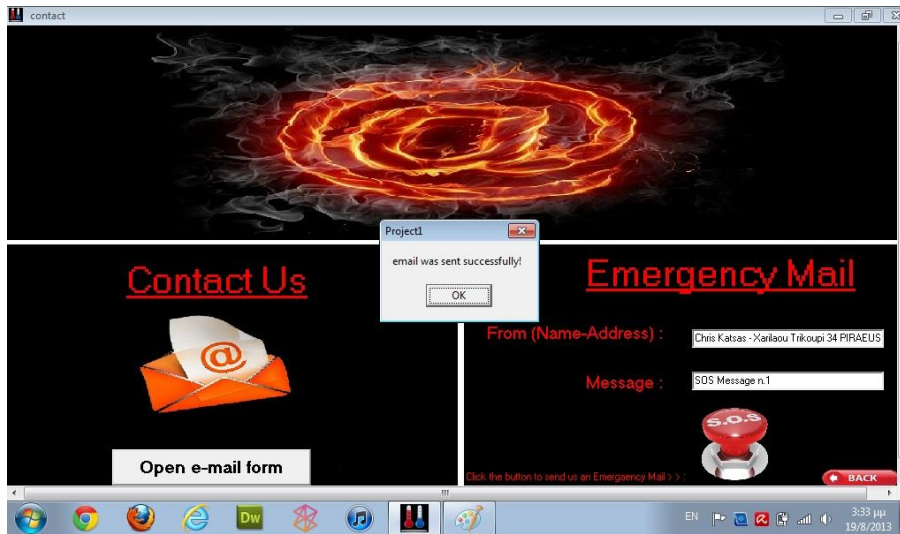 contact
Project1
email was sent successfully!
OK
Contact Us
Open e-mail form
Emergency Mail
From (Name-Address) :
Chris Katsas - Xarilaou Trikoupi 34 PIRAEUS
Message :
SOS Message n.1
S.O.S
Click the button to send us an Emergaency Mail > > :
BACK
Dw
EN
3:33 μμ
19/8/2013